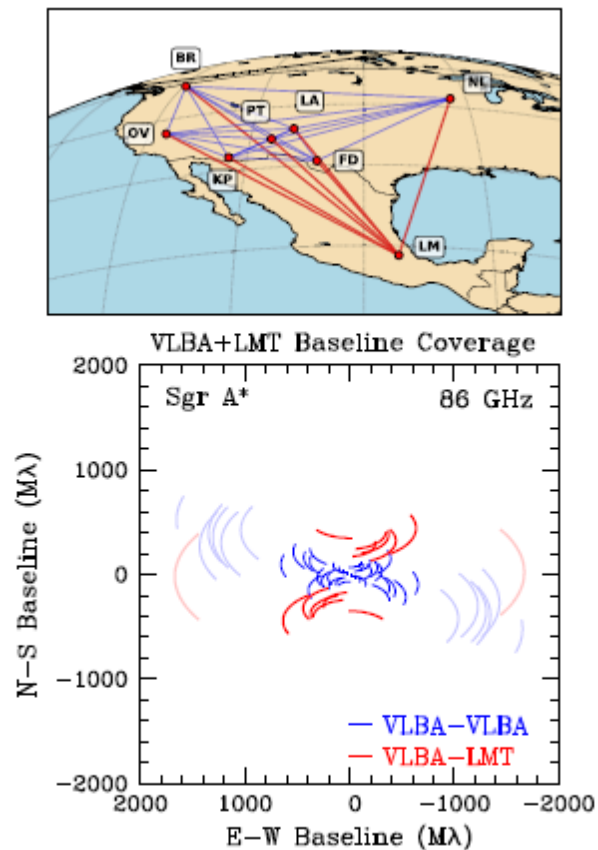 BR
NL
LA
PT
OV
FD
KP
LM
VLBA+LMT Baseline Coverage
2000
Sgr A*
86 GHz
1000
N-S Baseline (Mλ)
0
-1000
VLBA-VLBA
VLBA-LMT
-2000
2000
1000
0
-1000
-2000
E-W Baseline (Mλ)